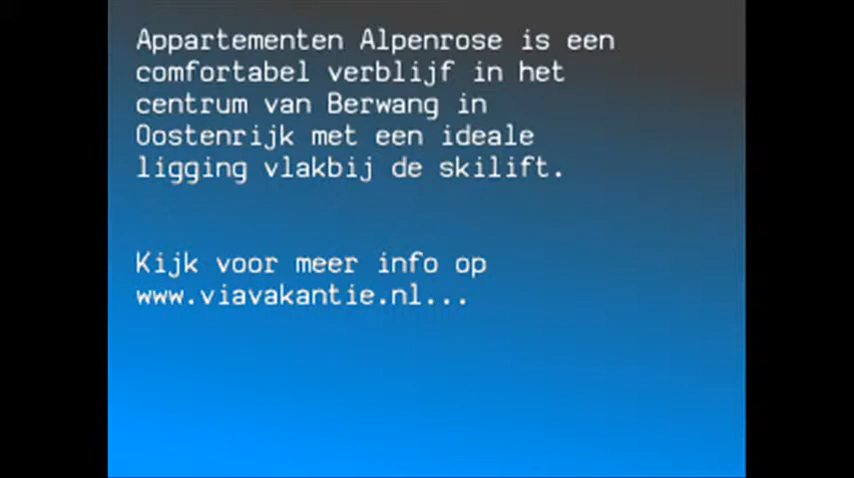 Appartementen Alpenrose is een
comfortabel verblijf in het
centrum van Berwang in
Oostenrijk met een ideale
ligging vlakbij de skilift.
Kijk voor meer info op
www.viavakantie.nl...